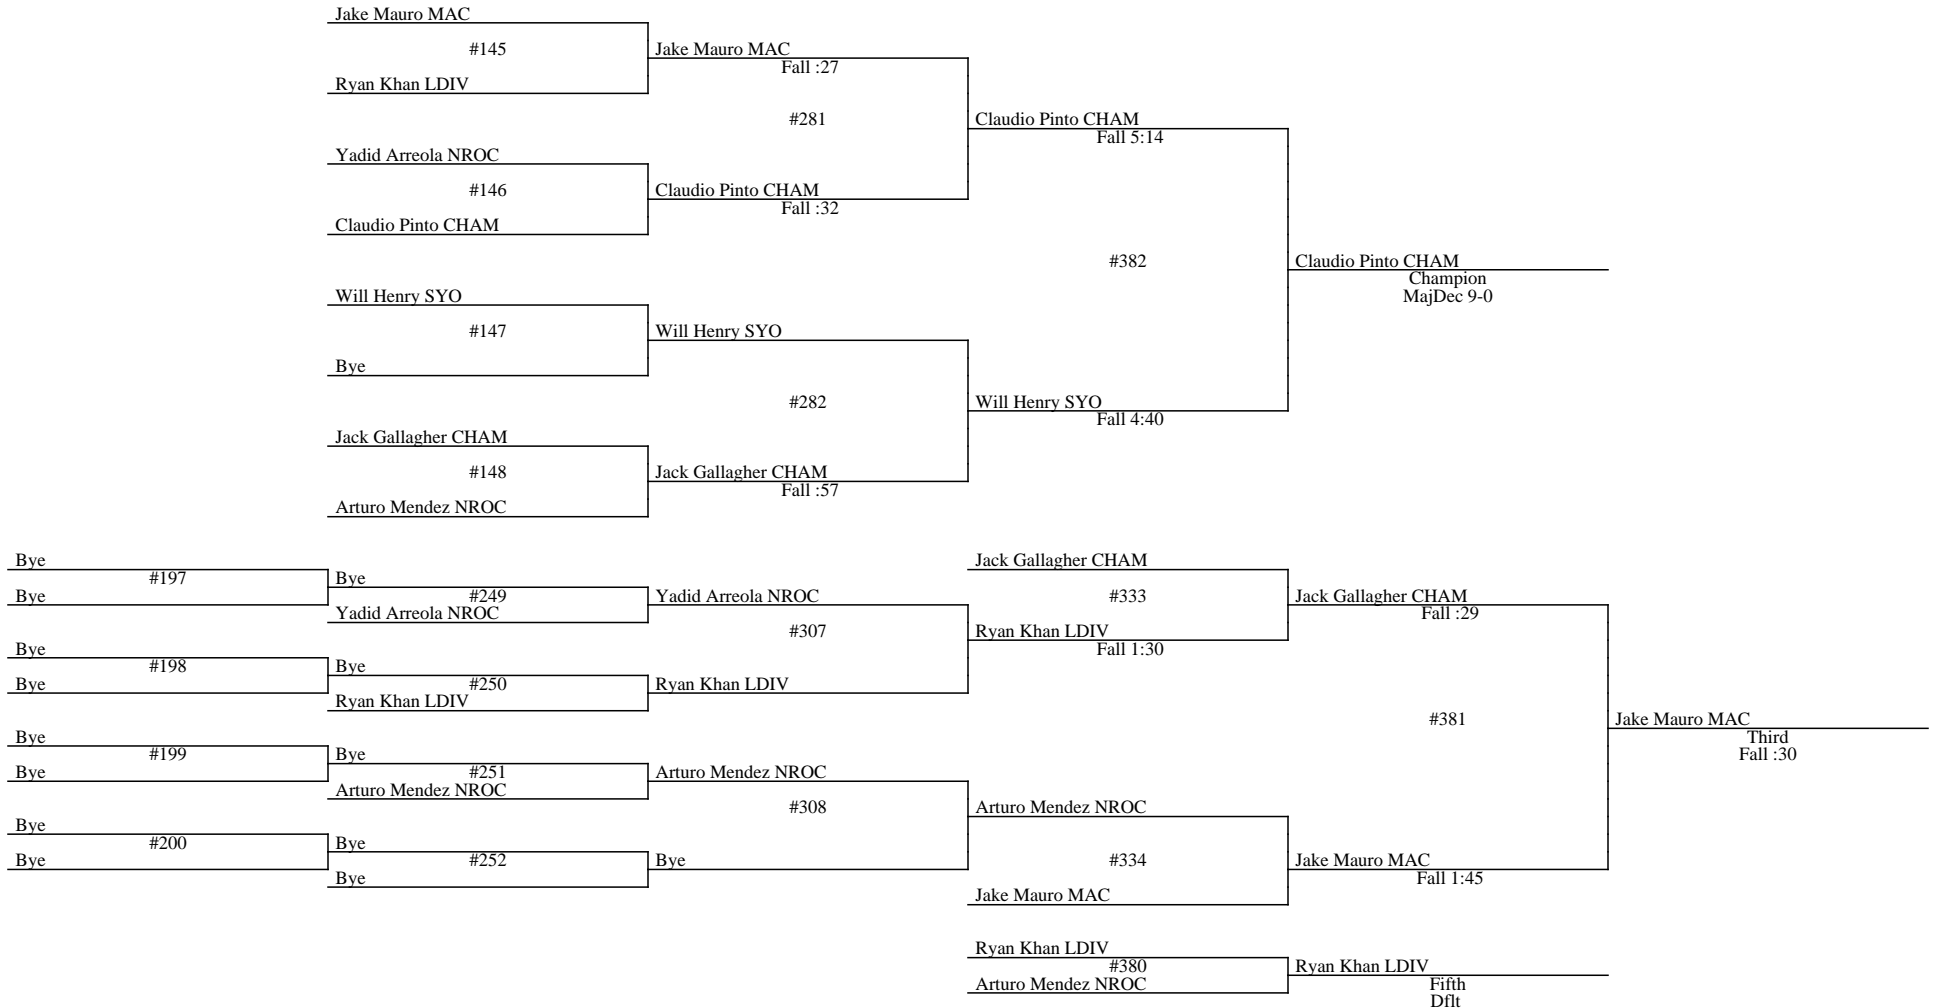 Jake Mauro MAC
#145
Ryan Khan LDIV
Jake Mauro MAC
Fall :27
#281
Yadid Arreola NROC
#146
Claudio Pinto CHAM
Claudio Pinto CHAM
Fall :32
Claudio Pinto CHAM
Fall 5:14
#382
Claudio Pinto CHAM
Champion
MajDec 9-0
Will Henry SYO
#147
Bye
Will Henry SYO
#282
Jack Gallagher CHAM
#148
Arturo Mendez NROC
Jack Gallagher CHAM
Fall :57
Will Henry SYO
Fall 4:40
Bye
#197
Bye
Bye
#249
Yadid Arreola NROC
Yadid Arreola NROC
#307
Bye
#198
Bye
Bye
#250
Ryan Khan LDIV
Ryan Khan LDIV
Jack Gallagher CHAM
#333
Ryan Khan LDIV
Fall 1:30
Jack Gallagher CHAM
Fall :29
#381
Jake Mauro MAC
Third
Fall :30
Bye
#199
Bye
Bye
#251
Arturo Mendez NROC
Arturo Mendez NROC
#308
Bye
#200
Bye
Bye
#252
Bye
Bye
Arturo Mendez NROC
#334
Jake Mauro MAC
Jake Mauro MAC
Fall 1:45
Ryan Khan LDIV
#380
Arturo Mendez NROC
Ryan Khan LDIV
Fifth
Dflt